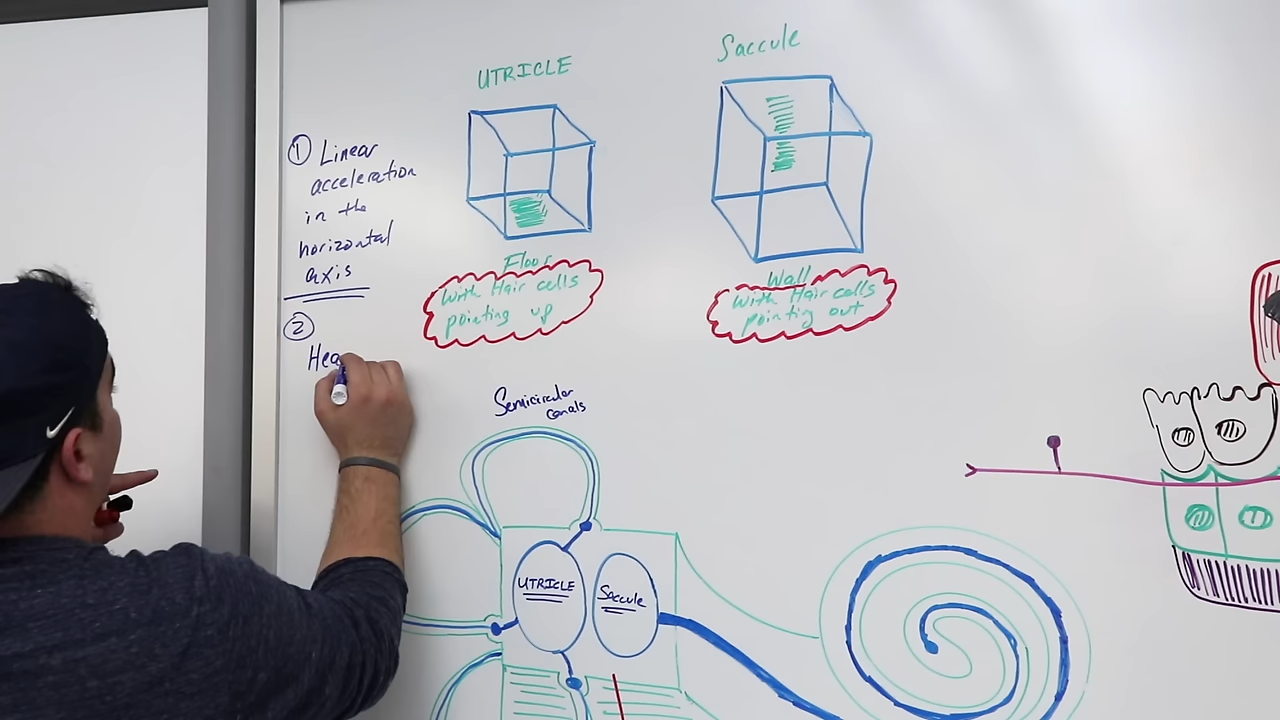 UTRICLE
Saccule
① Linear
acceleration
in the
horizontal
axis
Floor
With Hair cells
pointing up
Wall
With Hair cells
pointing out
②
Hea
Semicircular
canals
UTRICLE
Saccule